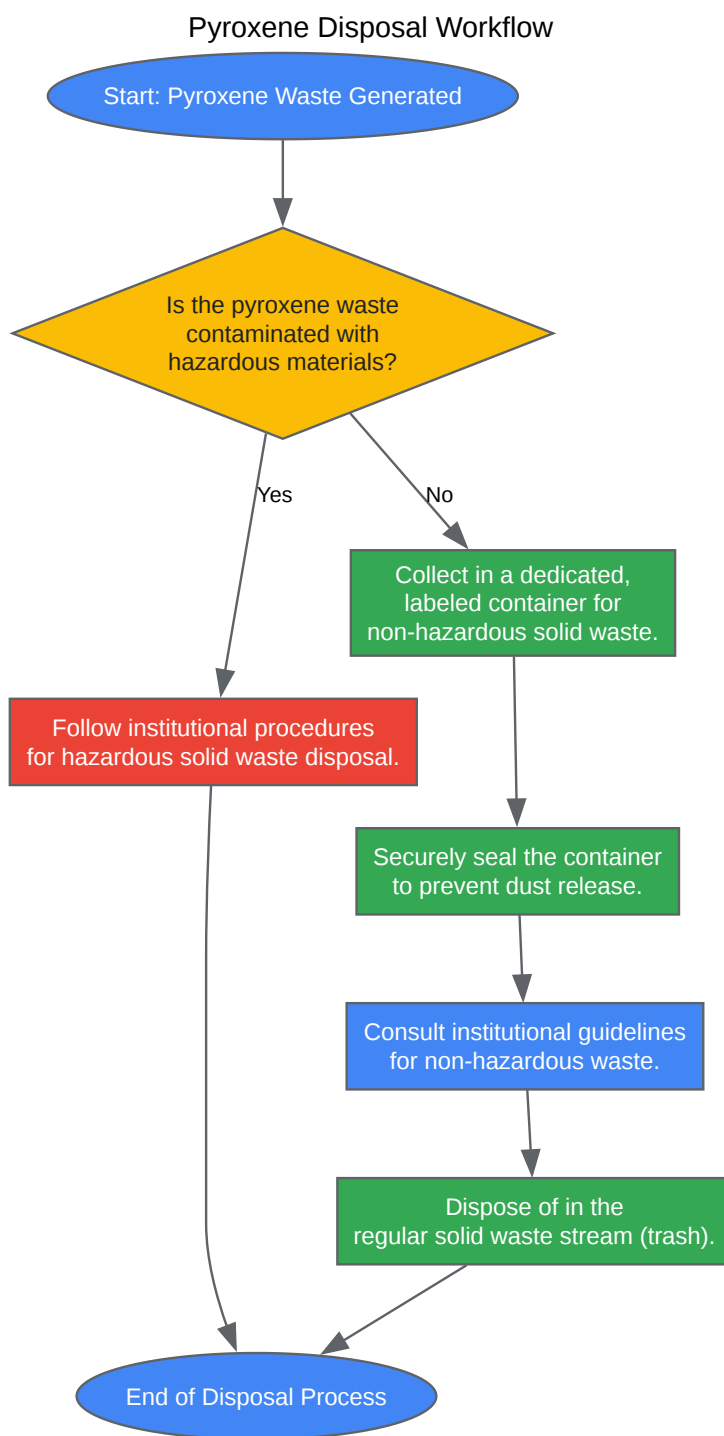 Pyroxene Disposal Workflow
Start: Pyroxene Waste Generated
Is the pyroxene waste
contaminated with
hazardous materials?
Yes
No
Collect in a dedicated,
labeled container for
non-hazardous solid waste.
Follow institutional procedures
for hazardous solid waste disposal.
Securely seal the container
to prevent dust release.
Consult institutional guidelines
for non-hazardous waste.
Dispose of in the
regular solid waste stream (trash).
End of Disposal Process